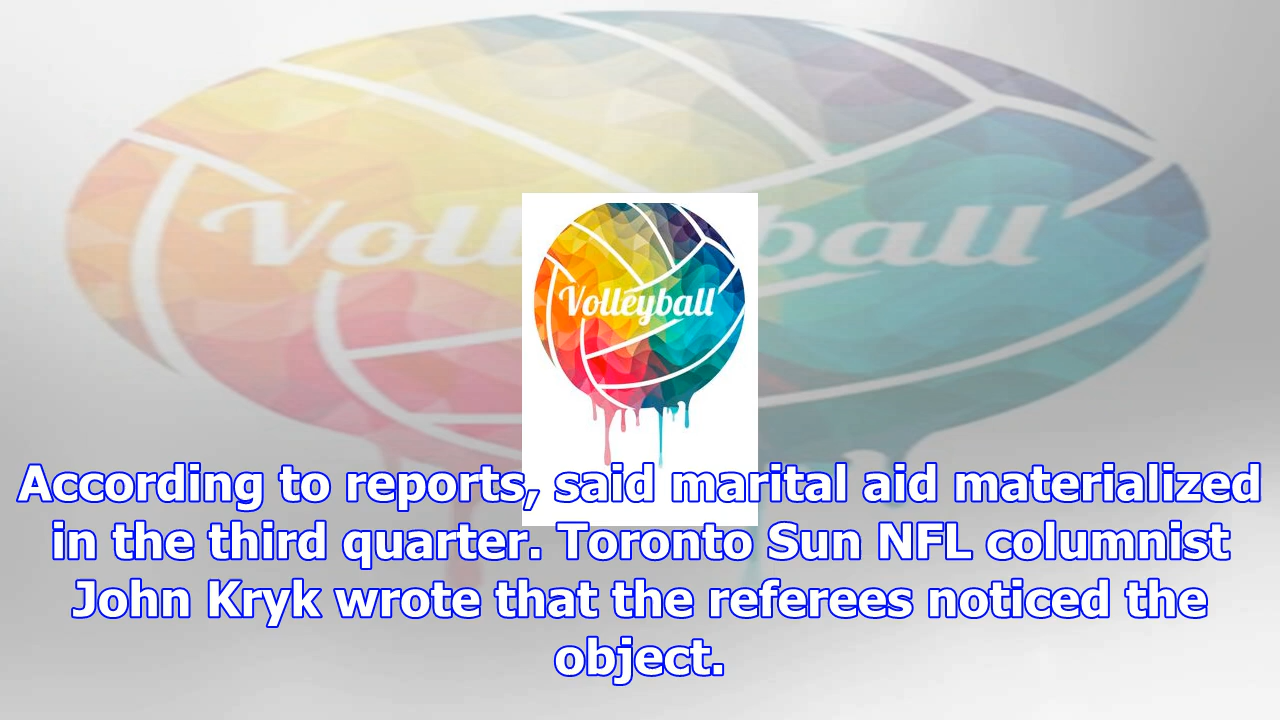 Volleyball
Volleyball
According to reports, said marital aid materialized
in the third quarter. Toronto Sun NFL columnist
John Kryk wrote that the referees noticed the
object.